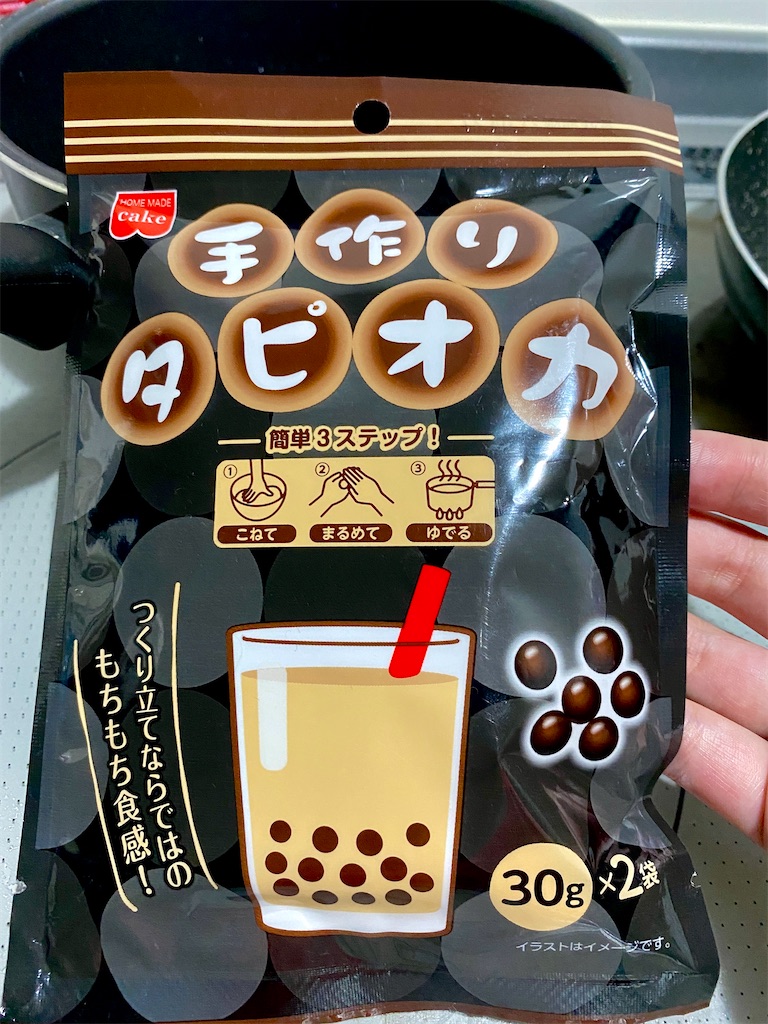 HOME MADE
cake
手作り
タピオカ
簡単3ステップ！
① ② ③
こねて まるめて ゆでる
つくり立てならではの
もちもち食感！
30g×2袋
イラストはイメージです。